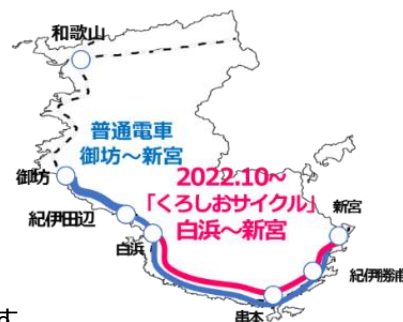 和歌山
普通電車
御坊～新宮
御坊
2022.10~
「くろしおサイクル」
白浜～新宮
紀伊田辺
新宮
白浜
紀伊勝浦
串本
す